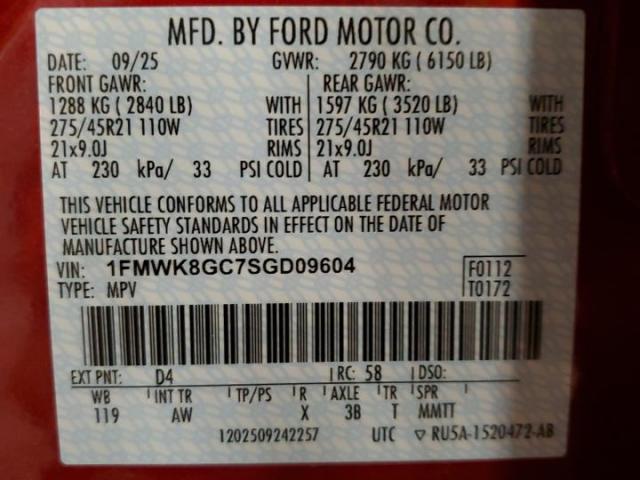 MFD. BY FORD MOTOR CO.
DATE: 09/25 GVWR: 2790 KG ( 6150 LB)
FRONT GAWR: REAR GAWR:
1288 KG ( 2840 LB) WITH 1597 KG ( 3520 LB) WITH
275/45R21 110W TIRES 275/45R21 110W TIRES
21x9.0J RIMS 21x9.0J RIMS
AT 230 kPa/ 33 PSI COLD AT 230 kPa/ 33 PSI COLD
THIS VEHICLE CONFORMS TO ALL APPLICABLE FEDERAL MOTOR
VEHICLE SAFETY STANDARDS IN EFFECT ON THE DATE OF
MANUFACTURE SHOWN ABOVE.
VIN: 1FMWK8GC7SGD09604 F0112
TYPE: MPV T0172
EXT PNT: D4 RC: 58 DSO:
WB INT TR TP/PS R AXLE TR SPR
119 AW X 3B T MMTT
1202509242257 UTC ▽ RU5A-1520472-AB